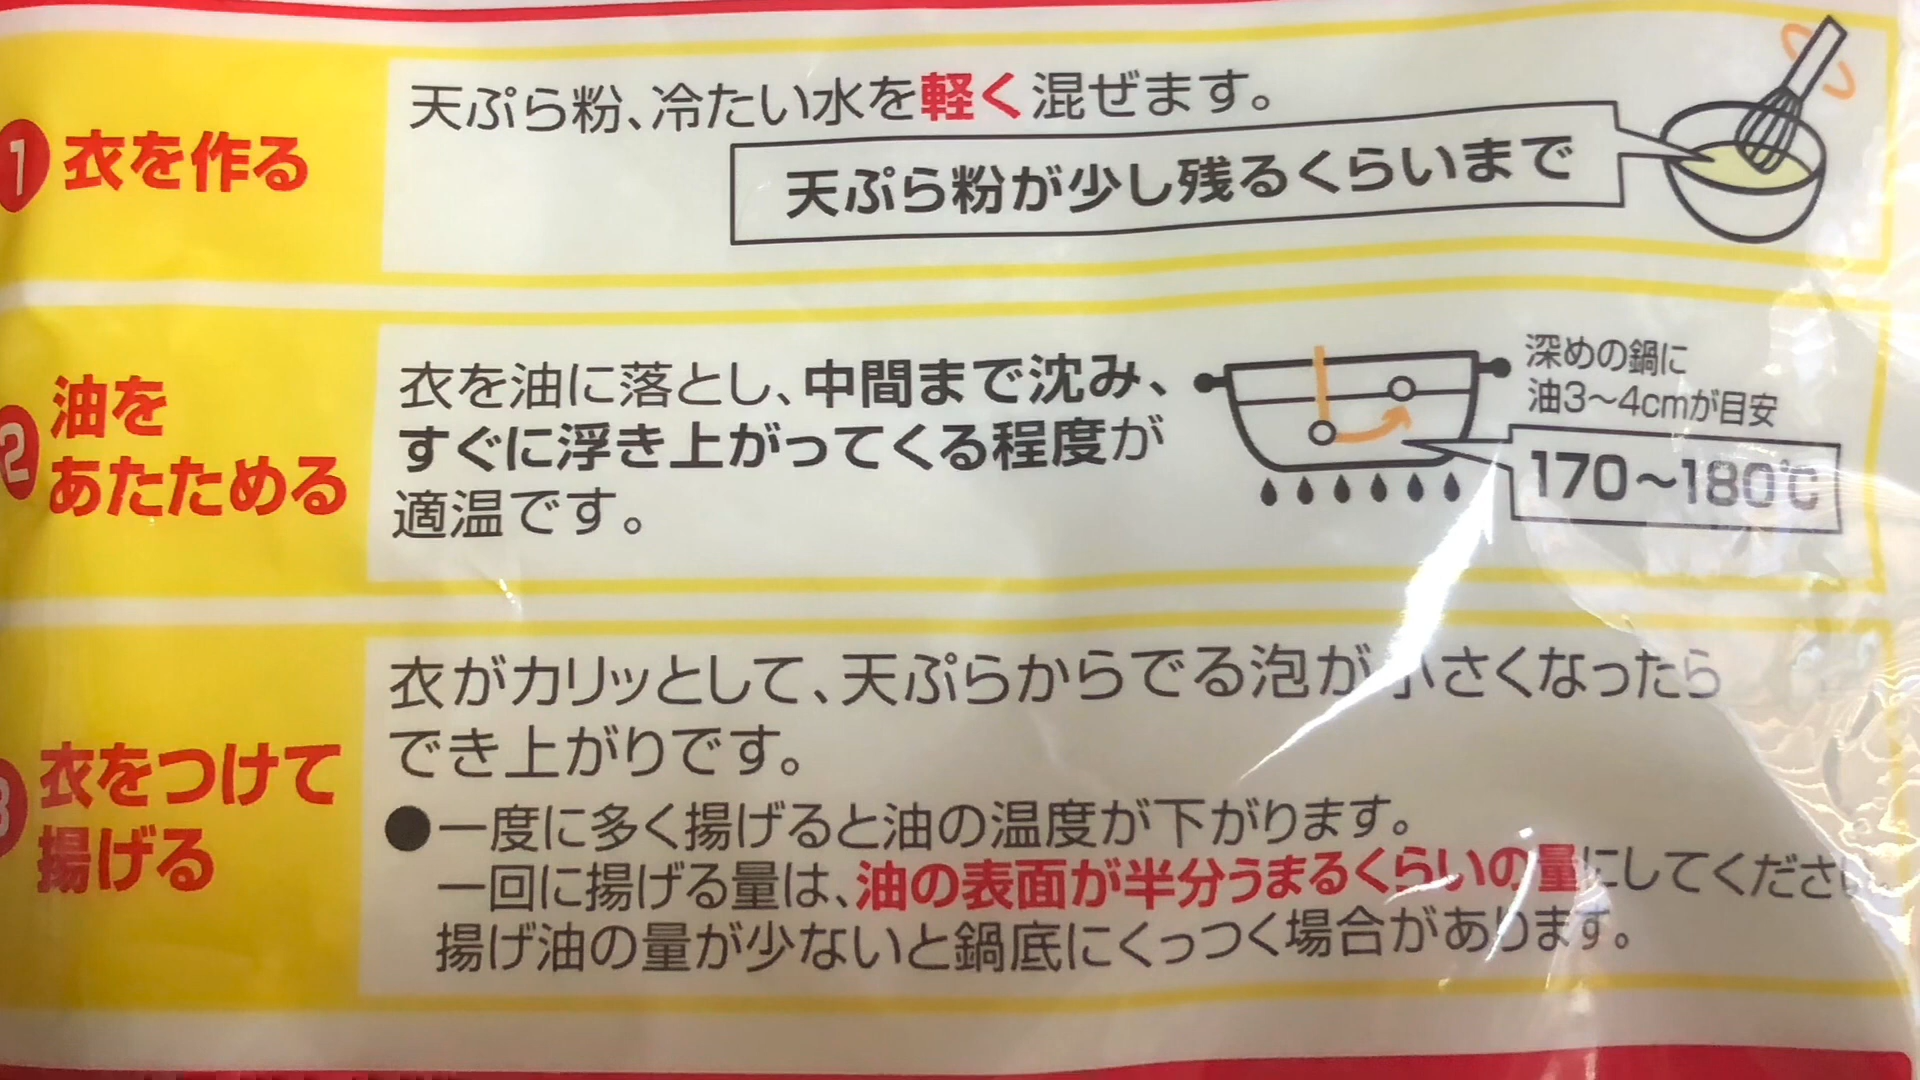 1 衣を作る
天ぷら粉、冷たい水を軽く混ぜます。
天ぷら粉が少し残るくらいまで
2 油を
あたためる
衣を油に落とし、中間まで沈み、
すぐに浮き上がってくる程度が
適温です。
深めの鍋に
油3～4cmが目安
170～180℃
3 衣をつけて
揚げる
衣がカリッとして、天ぷらからでる泡が小さくなったら
でき上がりです。
●一度に多く揚げると油の温度が下がります。
一回に揚げる量は、油の表面が半分うまるくらいの量にしてください
揚げ油の量が少ないと鍋底にくっつく場合があります。